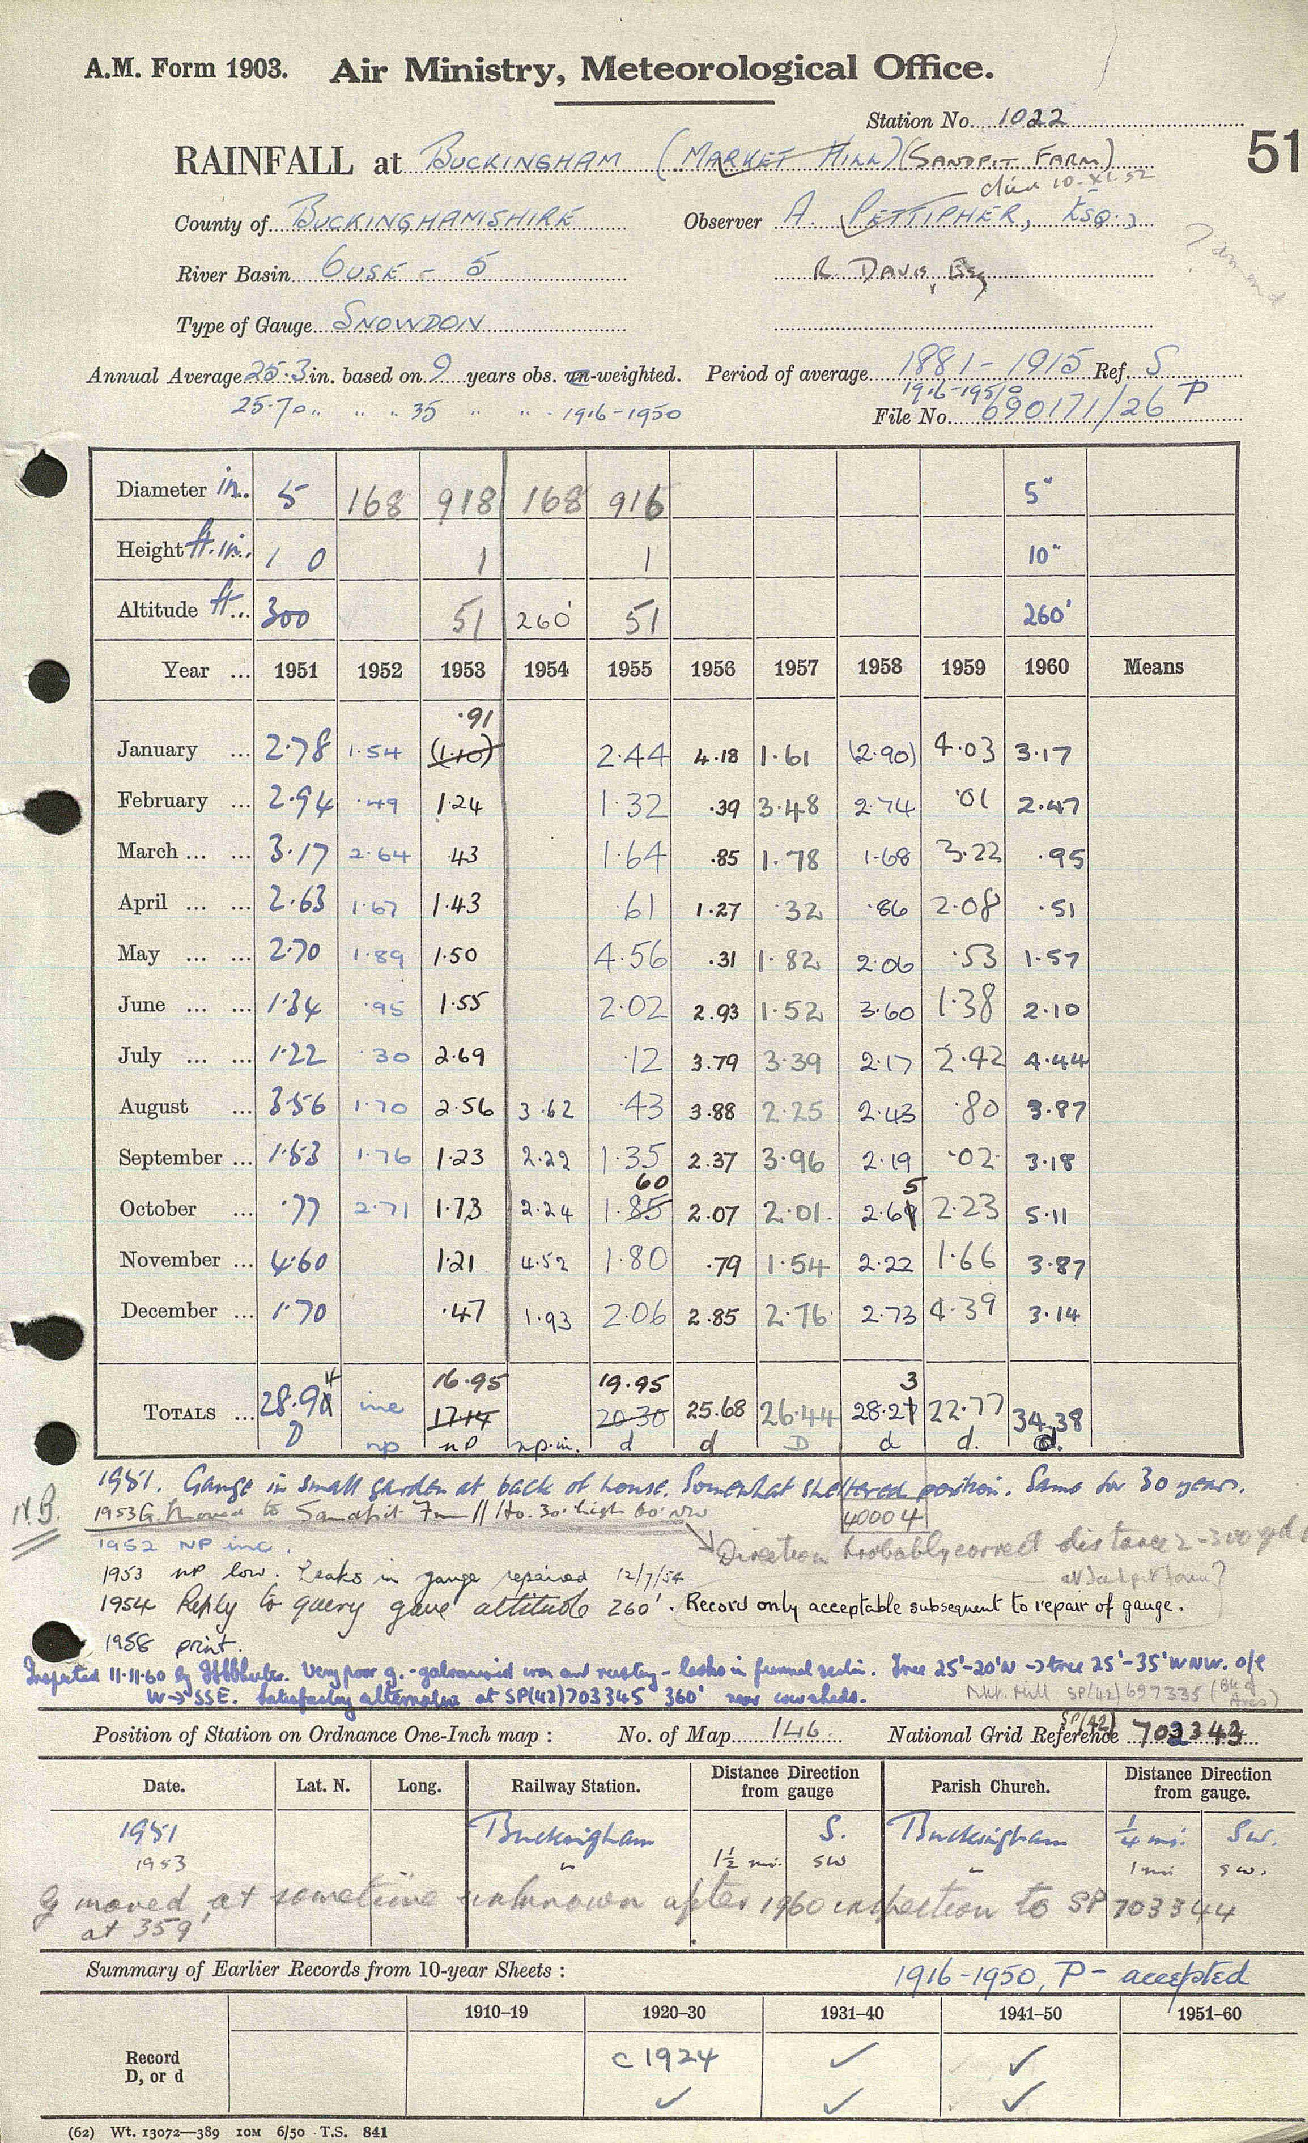 A.M. Form 1903. Air Ministry, Meteorological Office.
Station No. 1022
51
RAINFALL at BUCKINGHAM (MARKET HILL) (SANDPIT FARM)
died 10.XI.52
County of BUCKINGHAMSHIRE Observer A. PETTIPHER, ESQ.,
River Basin OUSE - 5 R. DAVIS, Esq
Type of Gauge SNOWDON
Annual Average 25.3 in. based on 9 years obs. un-weighted. Period of average 1881-1915 Ref. S
25.70 " " " 35 " " " 1916-1950 1916-1950 P
File No. 690171/26
Diameter in. 5 168 918 168 916 5"
Height ft. in. 1 0 1 1 10"
Altitude ft ... 300 51 260' 51 260'
Year ... 1951 1952 1953 1954 1955 1956 1957 1958 1959 1960 Means
.91
January ... 2.78 1.54 (1.10) 2.44 4.18 1.61 (2.90) 4.03 3.17
February ... 2.94 .49 1.24 1.32 .39 3.48 2.74 .01 2.47
March ... ... 3.17 2.64 .43 1.64 .85 1.78 1.68 3.22 .95
April ... ... 2.63 1.67 1.43 .61 1.27 .32 .86 2.08 .51
May ... ... 2.70 1.89 1.50 4.56 .31 1.82 2.06 .53 1.57
June ... ... 1.34 .95 1.55 2.02 2.93 1.52 3.60 1.38 2.10
July ... ... 1.22 .30 2.69 .12 3.79 3.39 2.17 2.42 4.44
August ... 3.56 1.70 2.56 3.62 .43 3.88 2.25 2.43 .80 3.87
September ... 1.53 1.76 1.23 2.22 1.35 2.37 3.96 2.19 .02 3.18
60 5
October ... .77 2.71 1.73 2.24 1.85 2.07 2.01 2.69 2.23 5.11
November ... 4.60 1.21 4.52 1.80 .79 1.54 2.22 1.66 3.87
December ... 1.70 .47 1.93 2.06 2.85 2.76 2.73 4.39 3.14
4 16.95 19.95 3
TOTALS ... 28.90 inc 17.14 20.30 25.68 26.44 28.27 22.77 34.38
D np nP np.in. d d D d d. d.
1951. Gauge in small garden at back of house. Somewhat sheltered position. Same for 30 years.
N.B. 1953 G. moved to Sandpit Fm // Ho. 30' high 60' NW
40004
1952 NP inc.
Direction probably correct distance 2-300 yds
at Sandpit Farm?
1953 NP low. Leaks in gauge repaired 12/7/54
1954 Reply to query gave altitude 260'. Record only acceptable subsequent to repair of gauge.
1958 print.
Inspected 11.11.60 by Very poor g. - galvanised iron and rusty - leaks in funnel Tree 25'-20'N -> tree 25'-35' WNW. o/e
W->SSE. Satisfactory alternative at SP(42)703345 360' near cowsheds.
Mkt. Hill SP(42)697335
Position of Station on Ordnance One-Inch map : No. of Map 146. National Grid Reference SP(42) 702343
Date. Lat. N. Long. Railway Station. Distance Direction from gauge Parish Church. Distance Direction from gauge.
1951 Buckingham S. Buckingham ¼ mi. SW.
1953 " 1½ mi. SW " 1 mi SW.
G moved at sometime unknown after 1960 inspection to SP 703344
at 359'
Summary of Earlier Records from 10-year Sheets : 1916-1950, P - accepted
1910–19 1920–30 1931–40 1941–50 1951–60
Record c 1924 ✓ ✓
D, or d ✓ ✓ ✓
(62) Wt. 13072—389 10M 6/50 T.S. 841